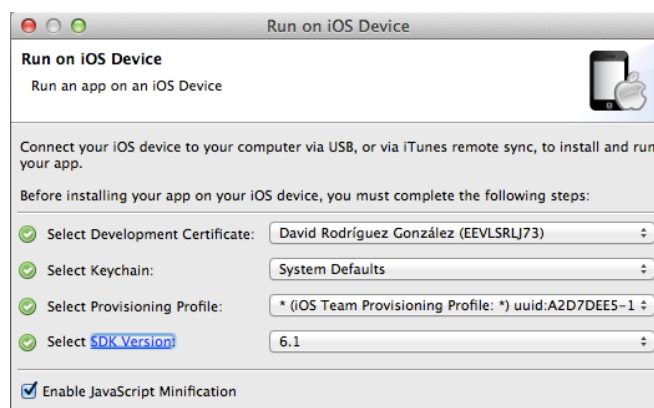 Run on iOS Device
Run on iOS Device
Run an app on an iOS Device
Connect your iOS device to your computer via USB, or via iTunes remote sync, to install and run
your app.
Before installing your app on your iOS device, you must complete the following steps:
Select Development Certificate: David Rodríguez González (EEVLSRLJ73)
Select Keychain: System Defaults
Select Provisioning Profile: * (iOS Team Provisioning Profile: *) uuid:A2D7DEE5-1
Select SDK Version: 6.1
Enable JavaScript Minification